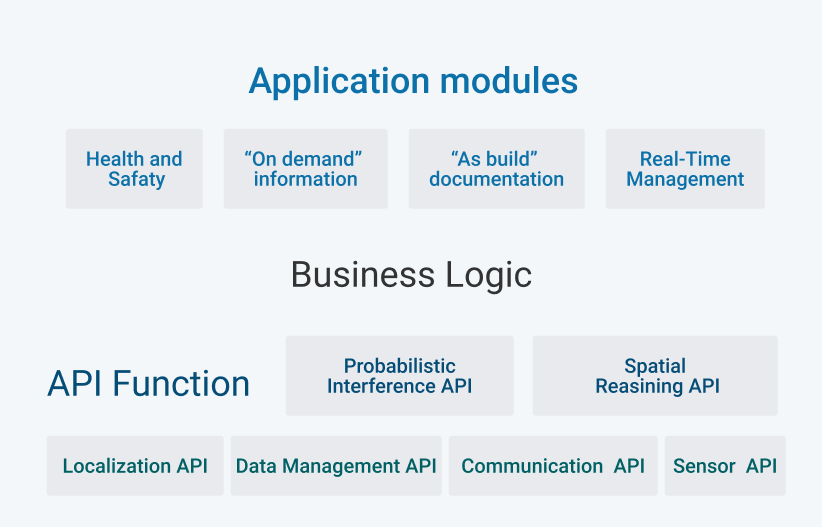 Application modules
Health and
Safaty
“On demand”
information
“As build”
documentation
Real-Time
Management
Business Logic
API Function
Probabilistic
Interference API
Spatial
Reasining API
Localization API
Data Management API
Communication API
Sensor API